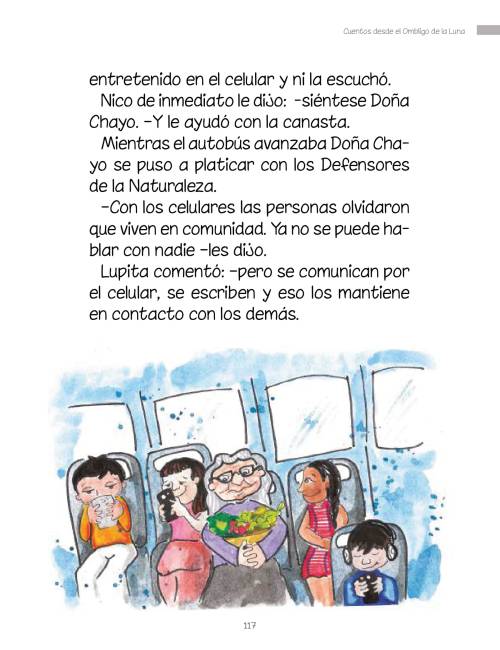 Cuentos desde el Ombligo de la Luna
entretenido en el celular y ni la escuchó.
Nico de inmediato le dijo: -siéntese Doña
Chayo. -Y le ayudó con la canasta.
Mientras el autobús avanzaba Doña Cha-
yo se puso a platicar con los Defensores
de la Naturaleza.
-Con los celulares las personas olvidaron
que viven en comunidad. Ya no se puede ha-
blar con nadie -les dijo.
Lupita comentó: -pero se comunican por
el celular, se escriben y eso los mantiene
en contacto con los demás.
117